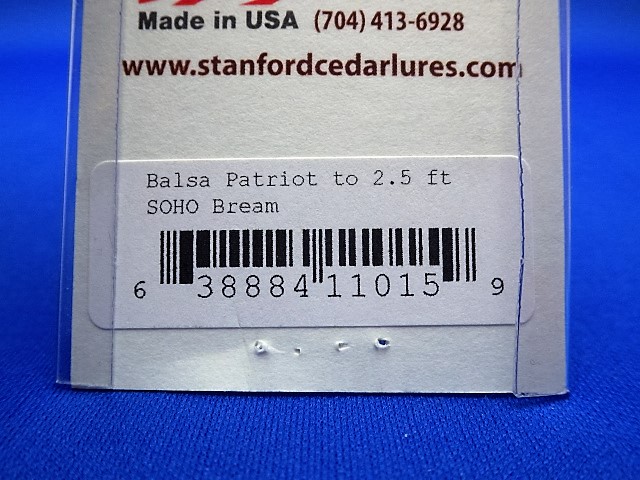 Made in USA (704) 413-6928
www.stanfordcedarlures.com
Balsa Patriot to 2.5 ft
SOHO Bream
6 38884 11015 9